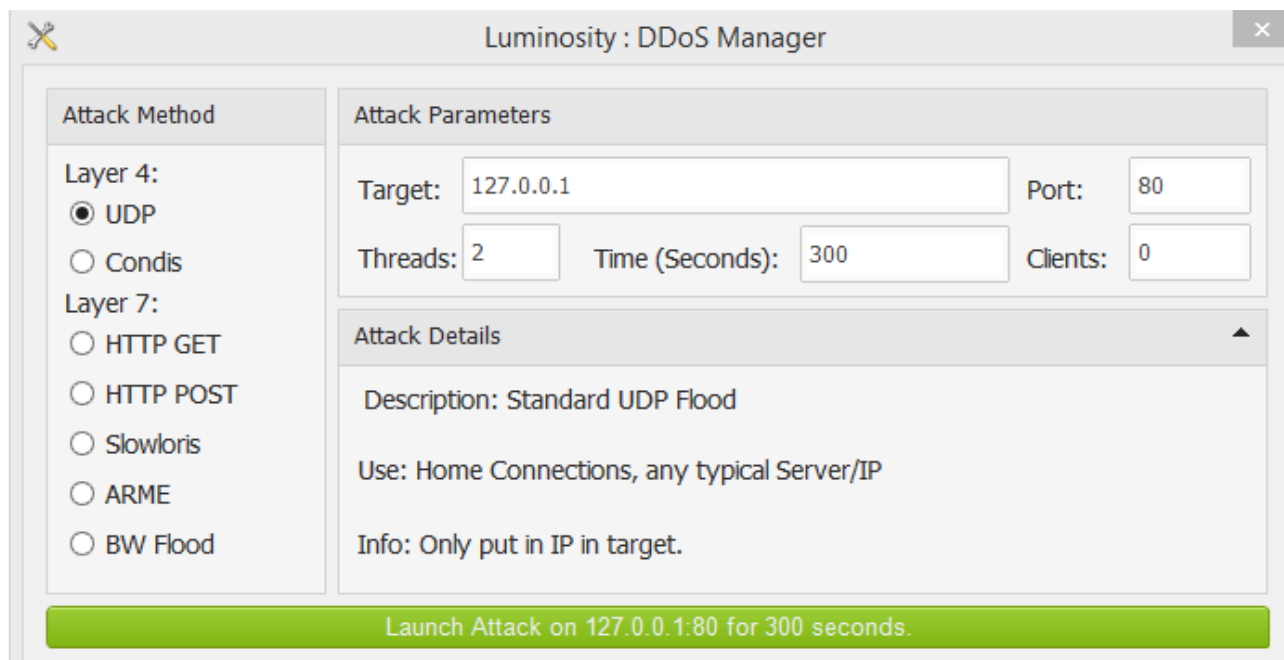 Luminosity : DDoS Manager
Attack Method
Layer 4:
UDP
Condis
Layer 7:
HTTP GET
HTTP POST
Slowloris
ARME
BW Flood
Attack Parameters
Target: 127.0.0.1 Port: 80
Threads: 2 Time (Seconds): 300 Clients: 0
Attack Details
Description: Standard UDP Flood
Use: Home Connections, any typical Server/IP
Info: Only put in IP in target.
Launch Attack on 127.0.0.1:80 for 300 seconds.